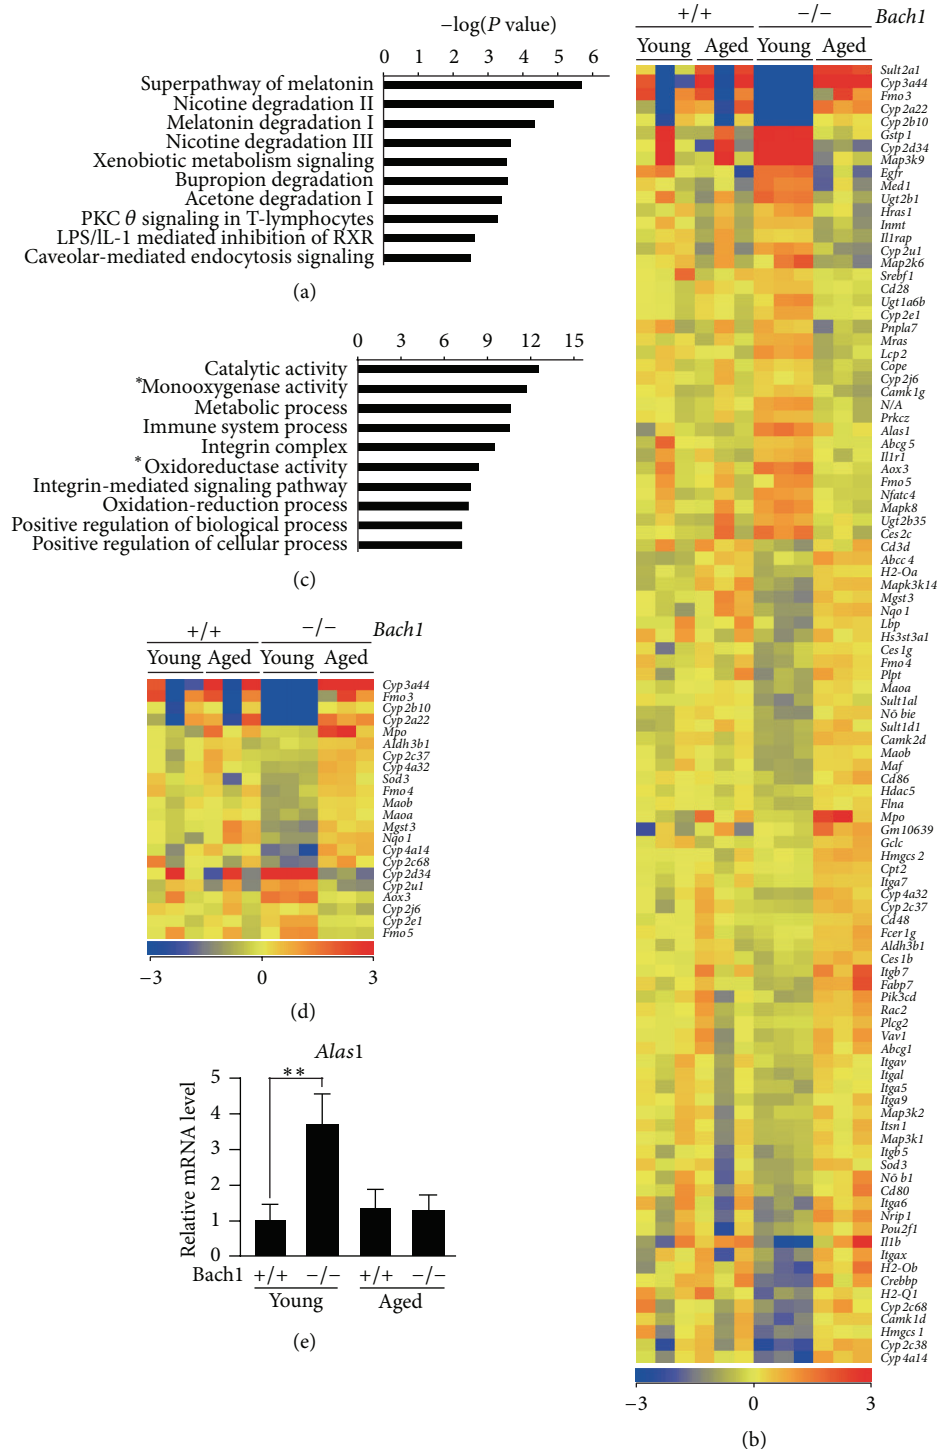 −log(P value)
0 1 2 3 4 5 6
Superpathway of melatonin
Nicotine degradation II
Melatonin degradation I
Nicotine degradation III
Xenobiotic metabolism signaling
Bupropion degradation
Acetone degradation I
PKC θ signaling in T-lymphocytes
LPS/lL-1 mediated inhibition of RXR
Caveolar-mediated endocytosis signaling
(a)
0 3 6 9 12 15
Catalytic activity
*Monooxygenase activity
Metabolic process
Immune system process
Integrin complex
*Oxidoreductase activity
Integrin-mediated signaling pathway
Oxidation-reduction process
Positive regulation of biological process
Positive regulation of cellular process
(c)
+/+ −/− Bach1
Young Aged Young Aged
Cyp3a44
Fmo3
Cyp2b10
Cyp2a22
Mpo
Aldh3b1
Cyp2c37
Cyp4a32
Sod3
Fmo4
Maob
Maoa
Mgst3
Nqo1
Cyp4a14
Cyp2c68
Cyp2d34
Cyp2u1
Aox3
Cyp2j6
Cyp2e1
Fmo5
−3 0 3
(d)
Alas1
**
Relative mRNA level
5
4
3
2
1
0
Bach1 +/+ −/− +/+ −/−
Young Aged
(e)
+/+ −/− Bach1
Young Aged Young Aged
Sult2a1
Cyp3a44
Fmo3
Cyp2a22
Cyp2b10
Gstp1
Cyp2d34
Map3k9
Egfr
Med1
Ugt2b1
Hras1
Inmt
Il1rap
Cyp2u1
Map2k6
Srebf1
Cd28
Ugt1a6b
Cyp2e1
Pnpla7
Mras
Lcp2
Cope
Cyp2j6
Camk1g
N/A
Prkcz
Alas1
Abcg5
Il1r1
Aox3
Fmo5
Nfatc4
Mapk8
Ugt2b35
Ces2c
Cd3d
Abcc4
H2-Oa
Mapk3k14
Mgst3
Nqo1
Lbp
Hs3st3a1
Ces1g
Fmo4
Plpt
Maoa
Sult1al
Nō bie
Sult1d1
Camk2d
Maob
Maf
Cd86
Hdac5
Flna
Mpo
Gm10639
Gclc
Hmgcs2
Cpt2
Itga7
Cyp4a32
Cyp2c37
Cd48
Fcer1g
Aldh3b1
Ces1b
Itgb7
Fabp7
Pik3cd
Rac2
Plcg2
Vav1
Abcg1
Itgav
Itgal
Itga5
Itga9
Map3k2
Itsn1
Map3k1
Itgb5
Sod3
Nō b1
Cd80
Itga6
Nrip1
Pou2f1
Il1b
Itgax
H2-Ob
Crebbp
H2-Q1
Cyp2c68
Camk1d
Hmgcs1
Cyp2c38
Cyp4a14
−3 0 3
(b)